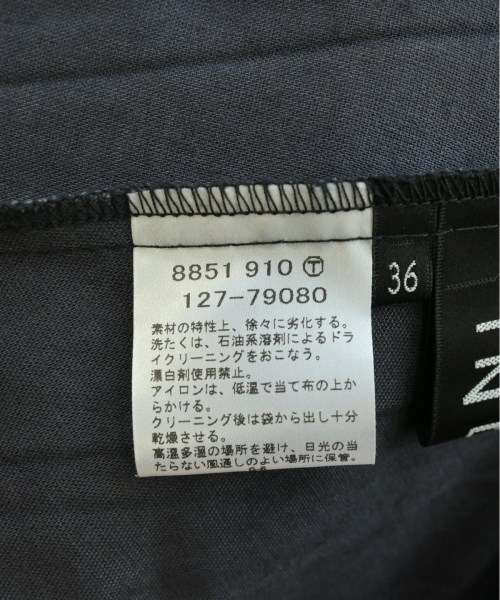 8851 910 Ⓣ
127-79080
36
素材の特性上、徐々に劣化する。
洗たくは、石油系溶剤によるドラ
イクリーニングをおこなう。
漂白剤使用禁止。
アイロンは、低温で当て布の上か
らかける。
クリーニング後は袋から出し十分
乾燥させる。
高温多湿の場所を避け、日光の当
たらない風通しのよい場所に保管。